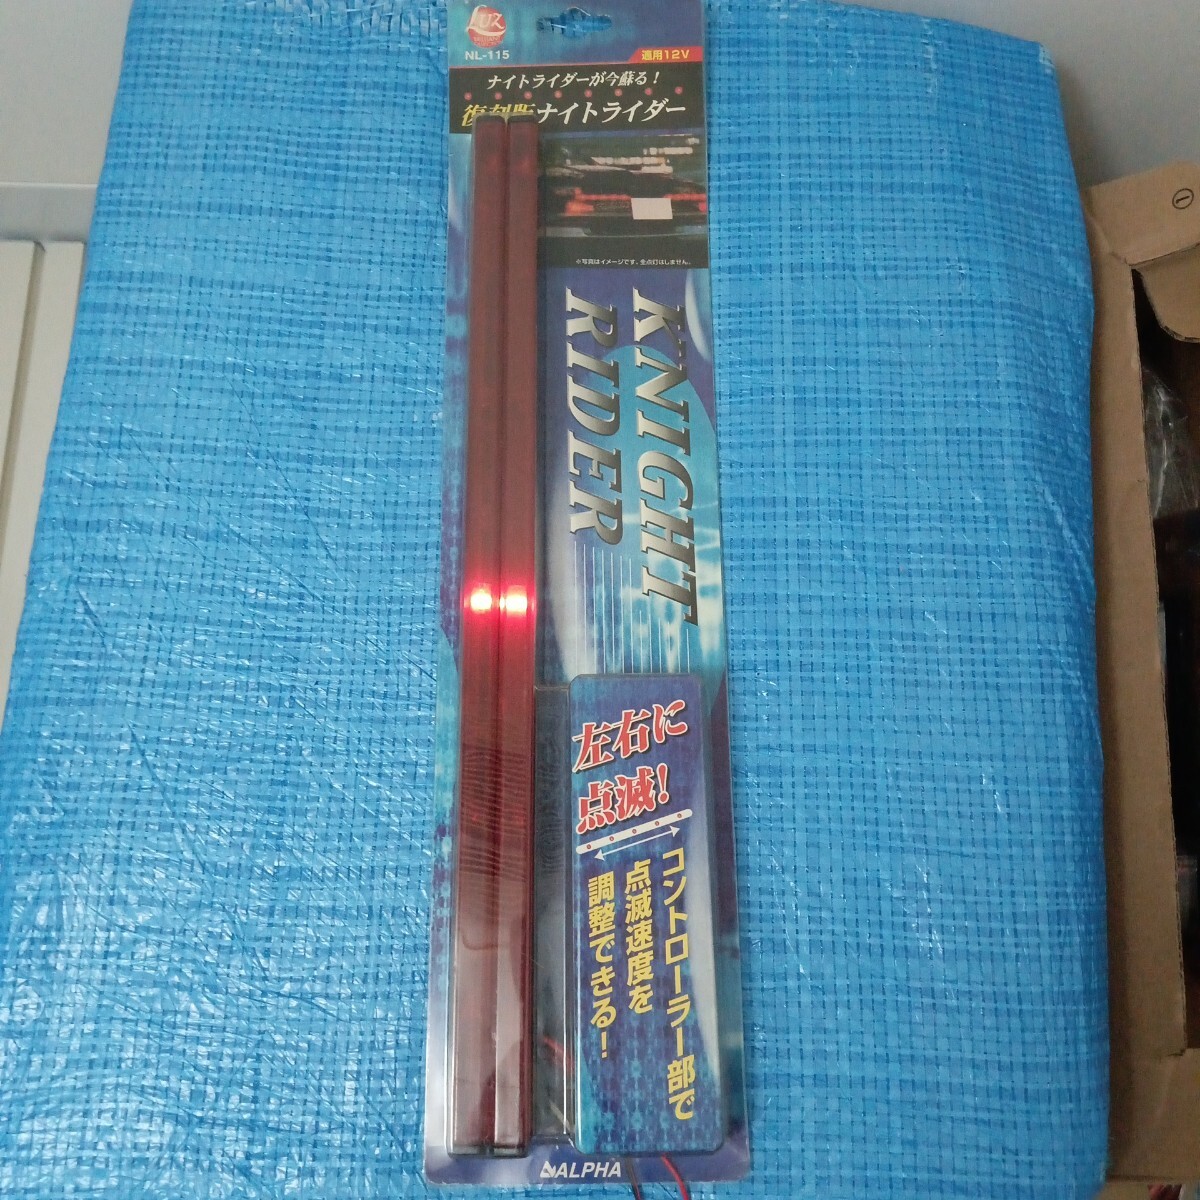 LUX
NL-115
適用12V
ナイトライダーが今蘇る!
復刻版ナイトライダー
※写真はイメージです。全点灯はしません。
KNIGHT
RIDER
左右に
点滅!
コントローラー部で
点滅速度を
調整できる!
ALPHA